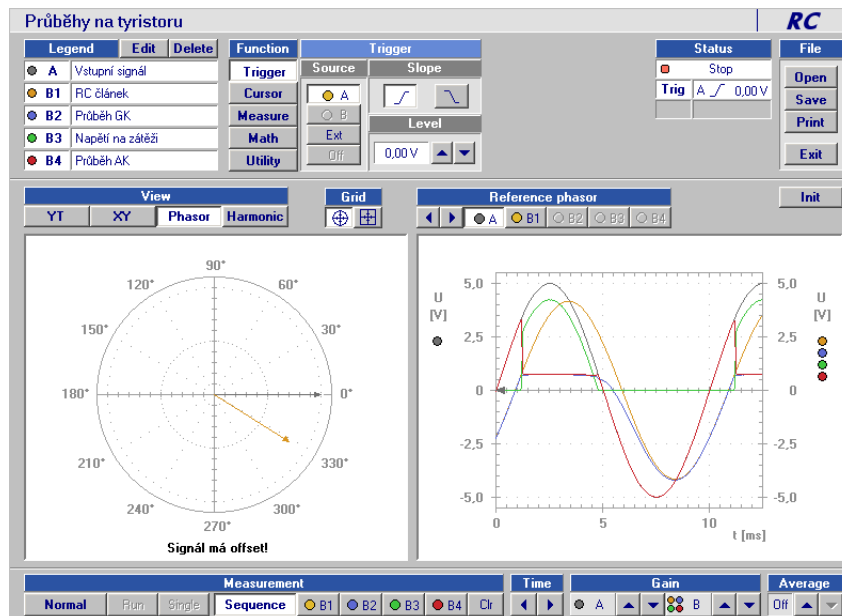 Průběhy na tyristoru
RC
Legend Edit Delete
A Vstupní signál
B1 RC článek
B2 Průběh GK
B3 Napětí na zátěži
B4 Průběh AK
Function
Trigger
Cursor
Measure
Math
Utility
Trigger
Source
A
B
Ext
Off
Slope
Level
0,00 V
Status
Stop
Trig A 0,00 V
File
Open
Save
Print
Exit
View
YT XY Phasor Harmonic
Grid
Reference phasor
A B1 B2 B3 B4
Init
90°
120° 60°
150° 30°
180° 0°
210° 330°
240° 300°
270°
Signál má offset!
5,0 5,0
U U
[V] [V]
2,5 2,5
0 0
-2,5 -2,5
-5,0 -5,0
0 5 10
t [ms]
Measurement
Normal Run Single Sequence B1 B2 B3 B4 Clr
Time
Gain
A B
Average
Off